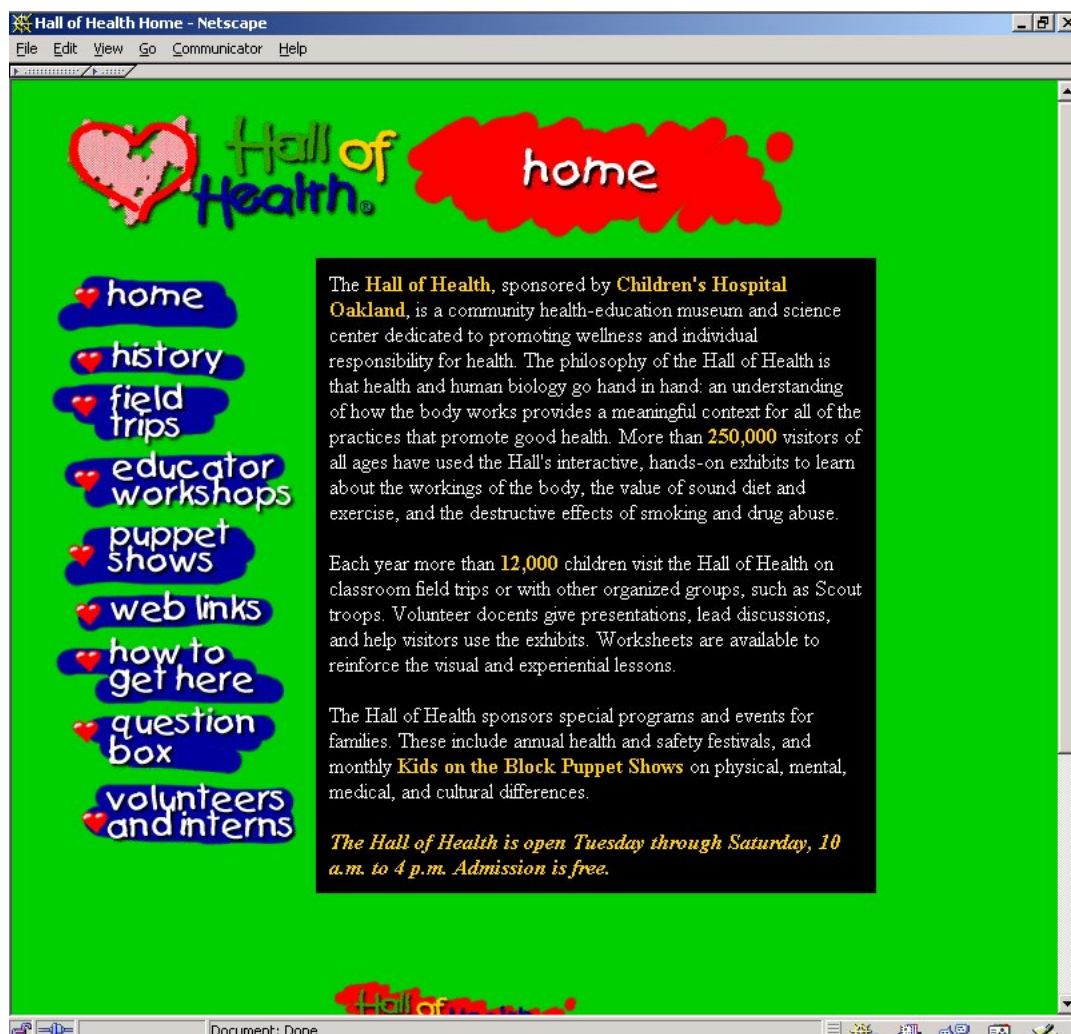 Hall of Health Home - Netscape
File Edit View Go Communicator Help
Hall of
Health®
home
home
history
field
trips
educator
workshops
puppet
shows
web links
how to
get here
question
box
volunteers
and interns
The Hall of Health, sponsored by Children's Hospital
Oakland, is a community health-education museum and science
center dedicated to promoting wellness and individual
responsibility for health. The philosophy of the Hall of Health is
that health and human biology go hand in hand: an understanding
of how the body works provides a meaningful context for all of the
practices that promote good health. More than 250,000 visitors of
all ages have used the Hall's interactive, hands-on exhibits to learn
about the workings of the body, the value of sound diet and
exercise, and the destructive effects of smoking and drug abuse.
Each year more than 12,000 children visit the Hall of Health on
classroom field trips or with other organized groups, such as Scout
troops. Volunteer docents give presentations, lead discussions,
and help visitors use the exhibits. Worksheets are available to
reinforce the visual and experiential lessons.
The Hall of Health sponsors special programs and events for
families. These include annual health and safety festivals, and
monthly Kids on the Block Puppet Shows on physical, mental,
medical, and cultural differences.
The Hall of Health is open Tuesday through Saturday, 10
a.m. to 4 p.m. Admission is free.
Hall of
Health
Document: Done